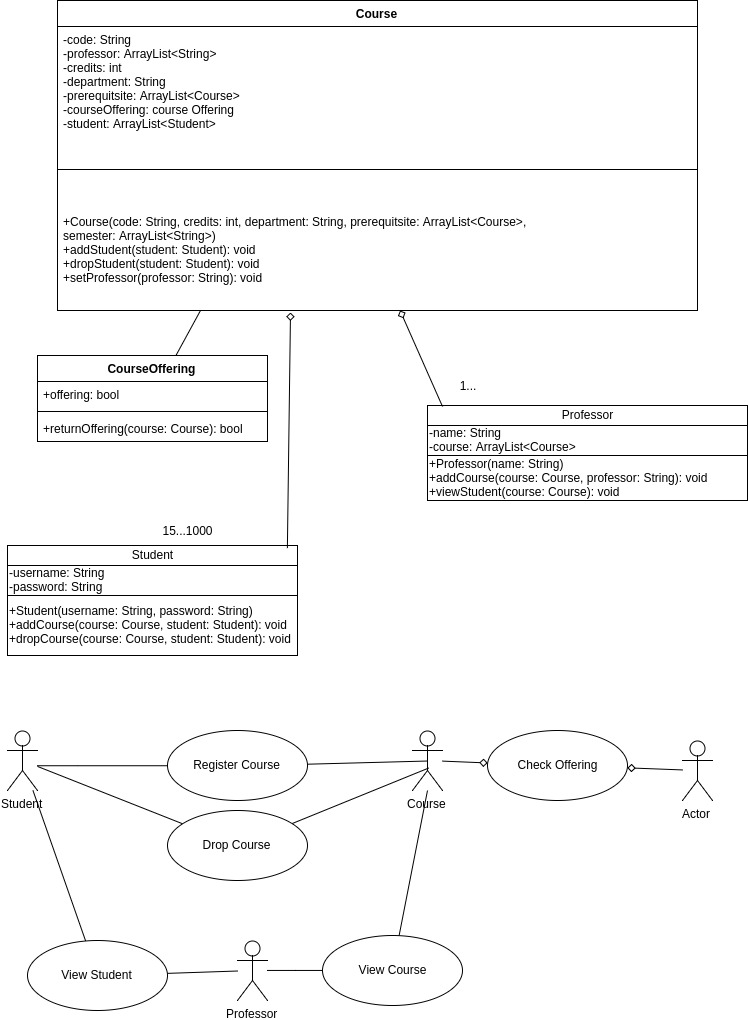 Course
-code: String
-professor: ArrayList<String>
-credits: int
-department: String
-prerequitsite: ArrayList<Course>
-courseOffering: course Offering
-student: ArrayList<Student>
+Course(code: String, credits: int, department: String, prerequitsite: ArrayList<Course>,
semester: ArrayList<String>)
+addStudent(student: Student): void
+dropStudent(student: Student): void
+setProfessor(professor: String): void
CourseOffering
+offering: bool
+returnOffering(course: Course): bool
1...
Professor
-name: String
-course: ArrayList<Course>
+Professor(name: String)
+addCourse(course: Course, professor: String): void
+viewStudent(course: Course): void
15...1000
Student
-username: String
-password: String
+Student(username: String, password: String)
+addCourse(course: Course, student: Student): void
+dropCourse(course: Course, student: Student): void
Register Course
Check Offering
Student
Course
Actor
Drop Course
View Student
View Course
Professor